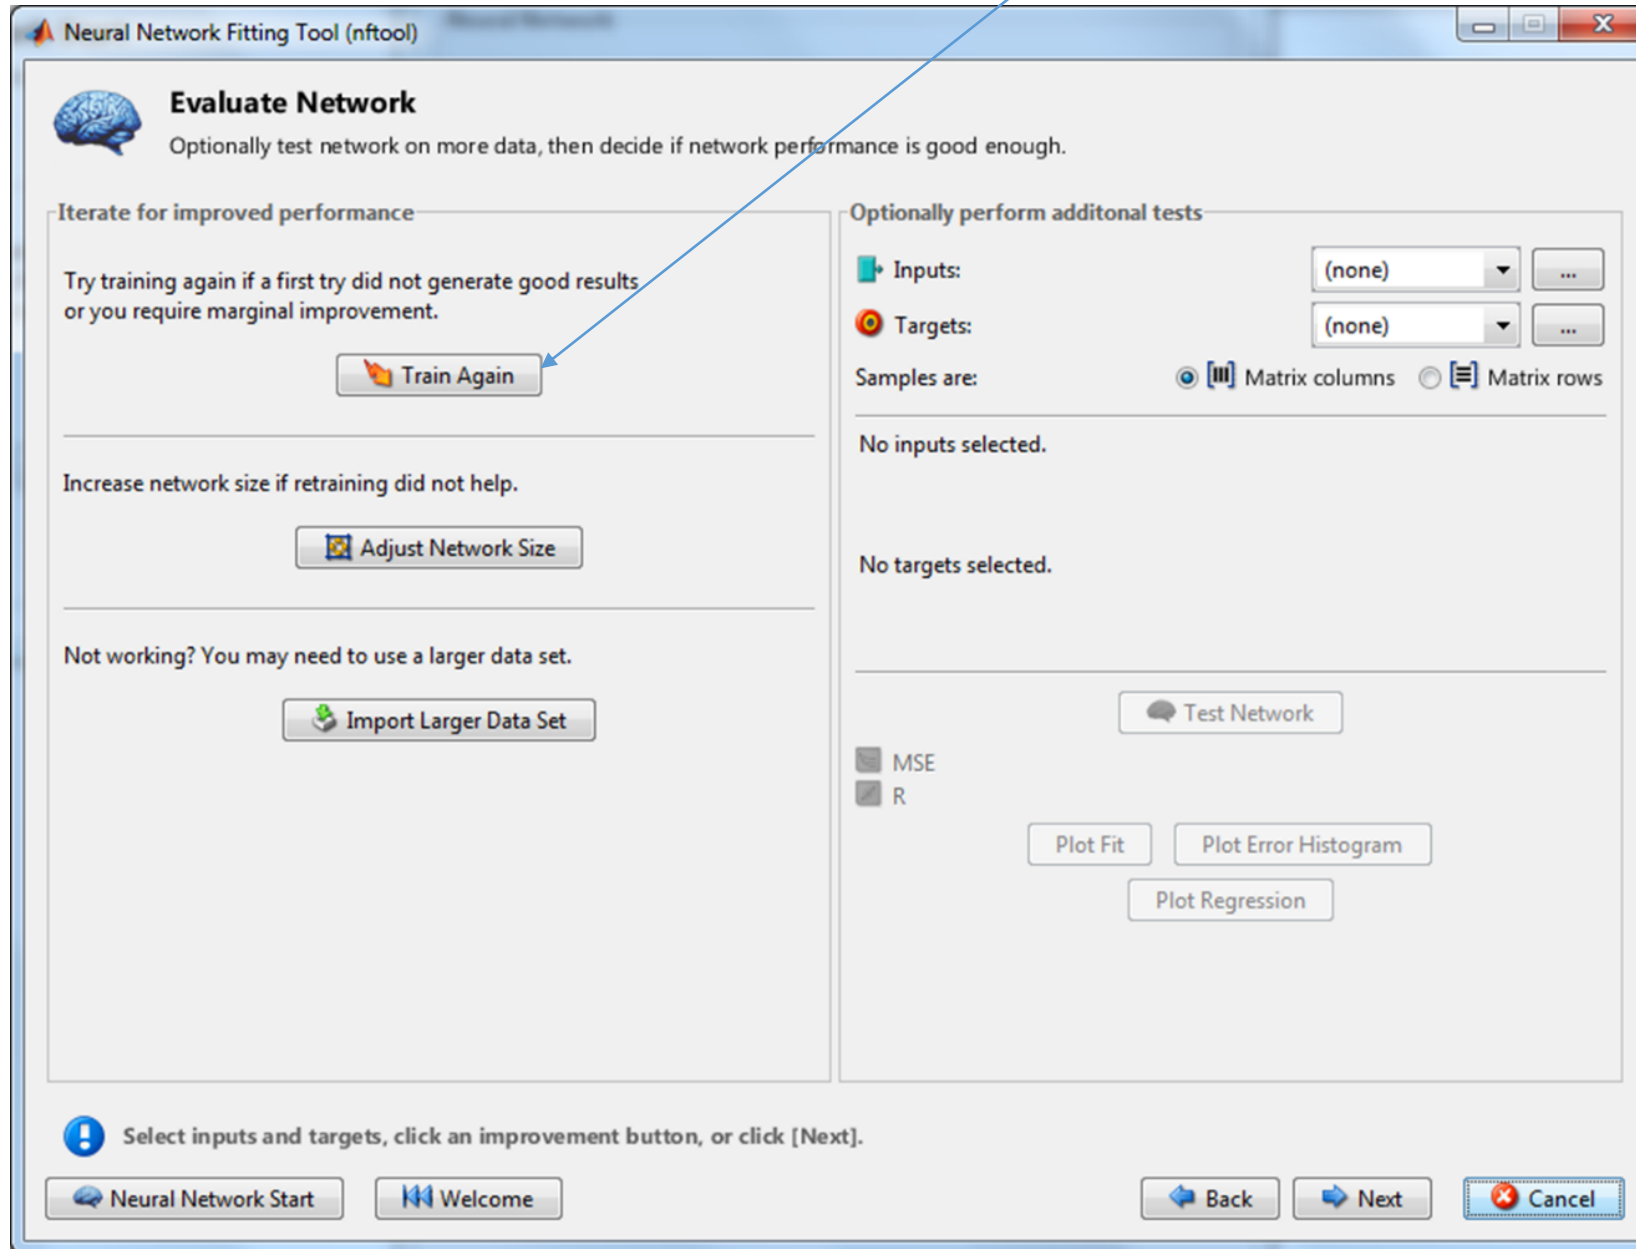 Neural Network Fitting Tool (nftool)
Evaluate Network
Optionally test network on more data, then decide if network performance is good enough.
Iterate for improved performance
Try training again if a first try did not generate good results
or you require marginal improvement.
Train Again
Increase network size if retraining did not help.
Adjust Network Size
Not working? You may need to use a larger data set.
Import Larger Data Set
Optionally perform additonal tests
Inputs: (none) ...
Targets: (none) ...
Samples are: Matrix columns Matrix rows
No inputs selected.
No targets selected.
Test Network
MSE
R
Plot Fit Plot Error Histogram
Plot Regression
Select inputs and targets, click an improvement button, or click [Next].
Neural Network Start Welcome Back Next Cancel